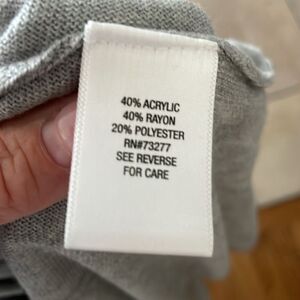 40% ACRYLIC
40% RAYON
20% POLYESTER
RN#73277
SEE REVERSE
FOR CARE